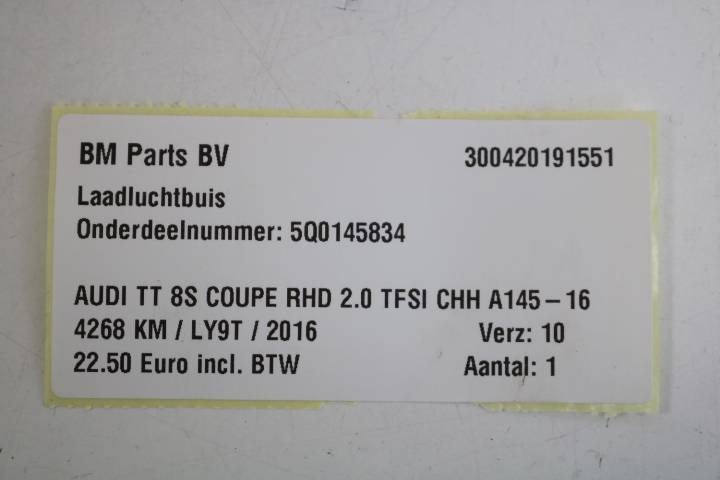 BM Parts BV 300420191551
Laadluchtbuis
Onderdeelnummer: 5Q0145834
AUDI TT 8S COUPE RHD 2.0 TFSI CHH A145-16
4268 KM / LY9T / 2016 Verz: 10
22.50 Euro incl. BTW Aantal: 1